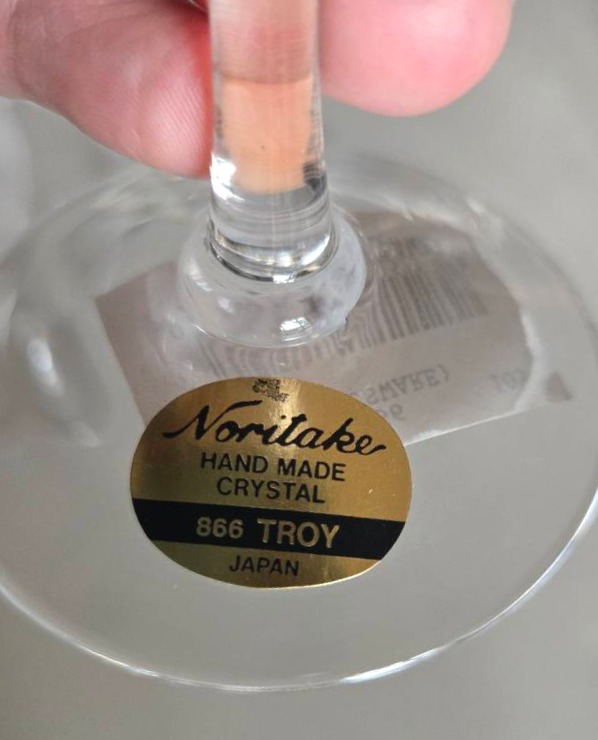 Noritake
HAND MADE
CRYSTAL
866 TROY
JAPAN